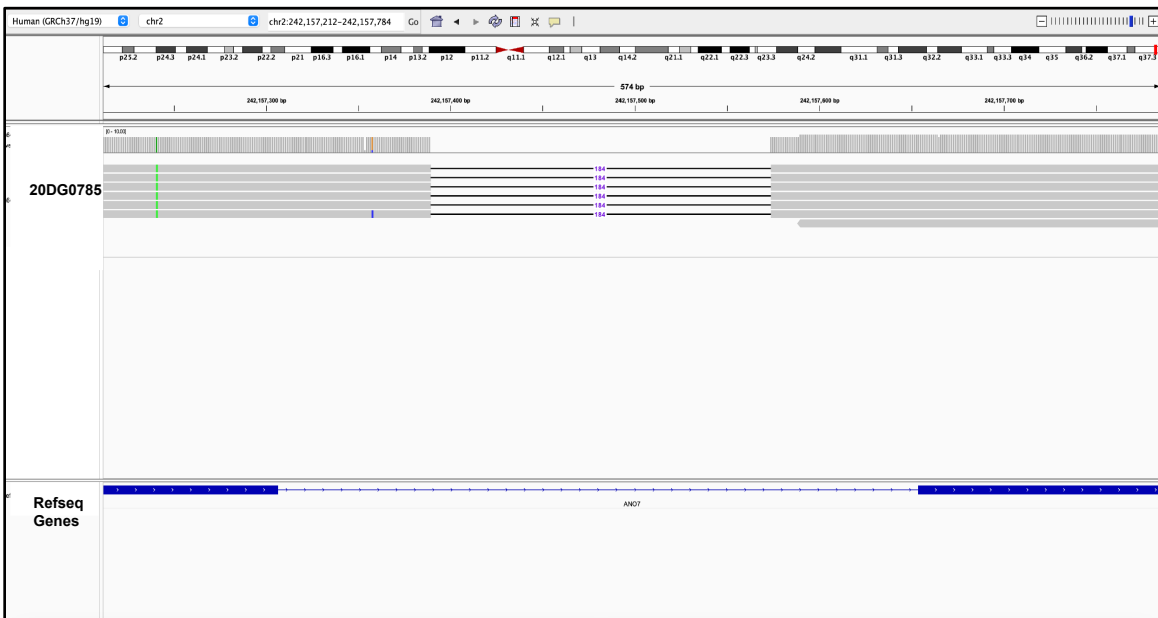 Human (GRCh37/hg19) chr2 chr2:242,157,212-242,157,784 Go
p25.2 p24.3 p24.1 p23.2 p22.2 p21 p16.3 p16.1 p14 p13.2 p12 p11.2 q11.1 q12.1 q13 q14.2 q21.1 q22.1 q22.3 q23.3 q24.1 q31.1 q31.3 q32.2 q33.1 q33.3 q34 q35 q36.2 q37.1 q37.3
574 bp
242,157,300 bp 242,157,400 bp 242,157,500 bp 242,157,600 bp 242,157,700 bp
[0 - 10.00]
184
184
20DG0785 184
184
184
184
Refseq
Genes
ANO7